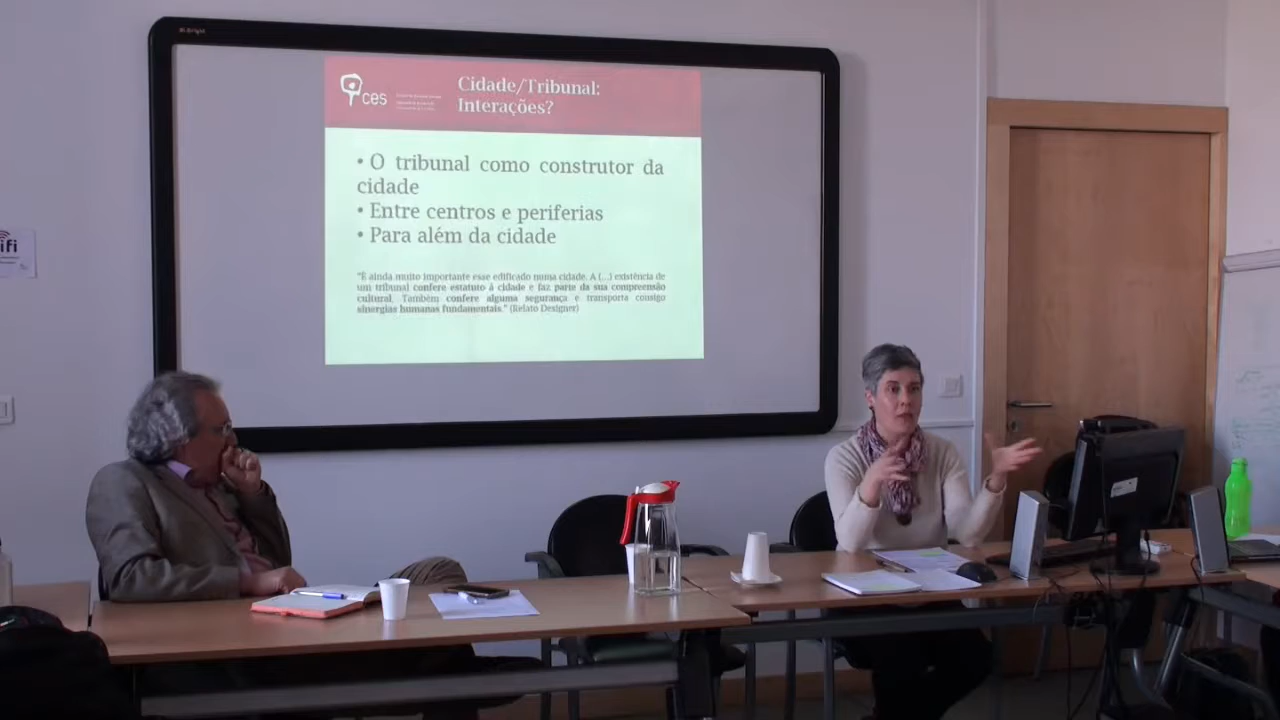 ces
Cidade/Tribunal:
Interações?
• O tribunal como construtor da
cidade
• Entre centros e periferias
• Para além da cidade
"É ainda muito importante esse edificado numa cidade. A (...) existência de
um tribunal confere estatuto à cidade e faz parte da sua compreensão
cultural. Também confere alguma segurança e transporta consigo
sinergias humanas fundamentais." (Relato Designer)
ifi